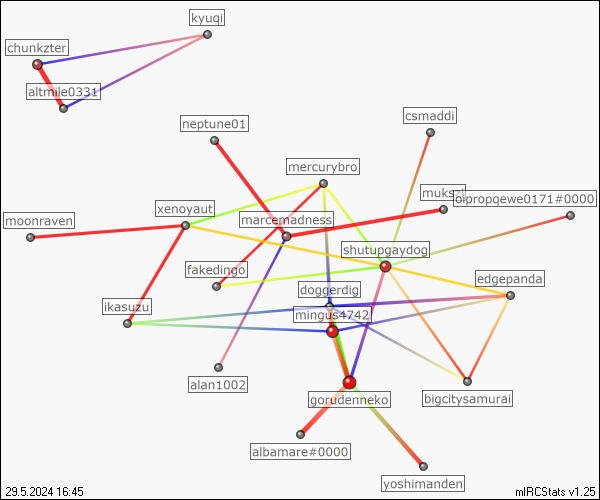 kyuqi
chunkzter
altmile0331
csmaddi
neptune01
mercurybro
muksz
oipropqewe0171#0000
xenoyaut
marcemadness
moonraven
shutupgaydog
fakedingo
edgepanda
doggerdig
ikasuzu
mingus4742
alan1002
gorudenneko
bigcitysamurai
albamare#0000
yoshimanden
29.5.2024 16:45
mIRCStats v1.25